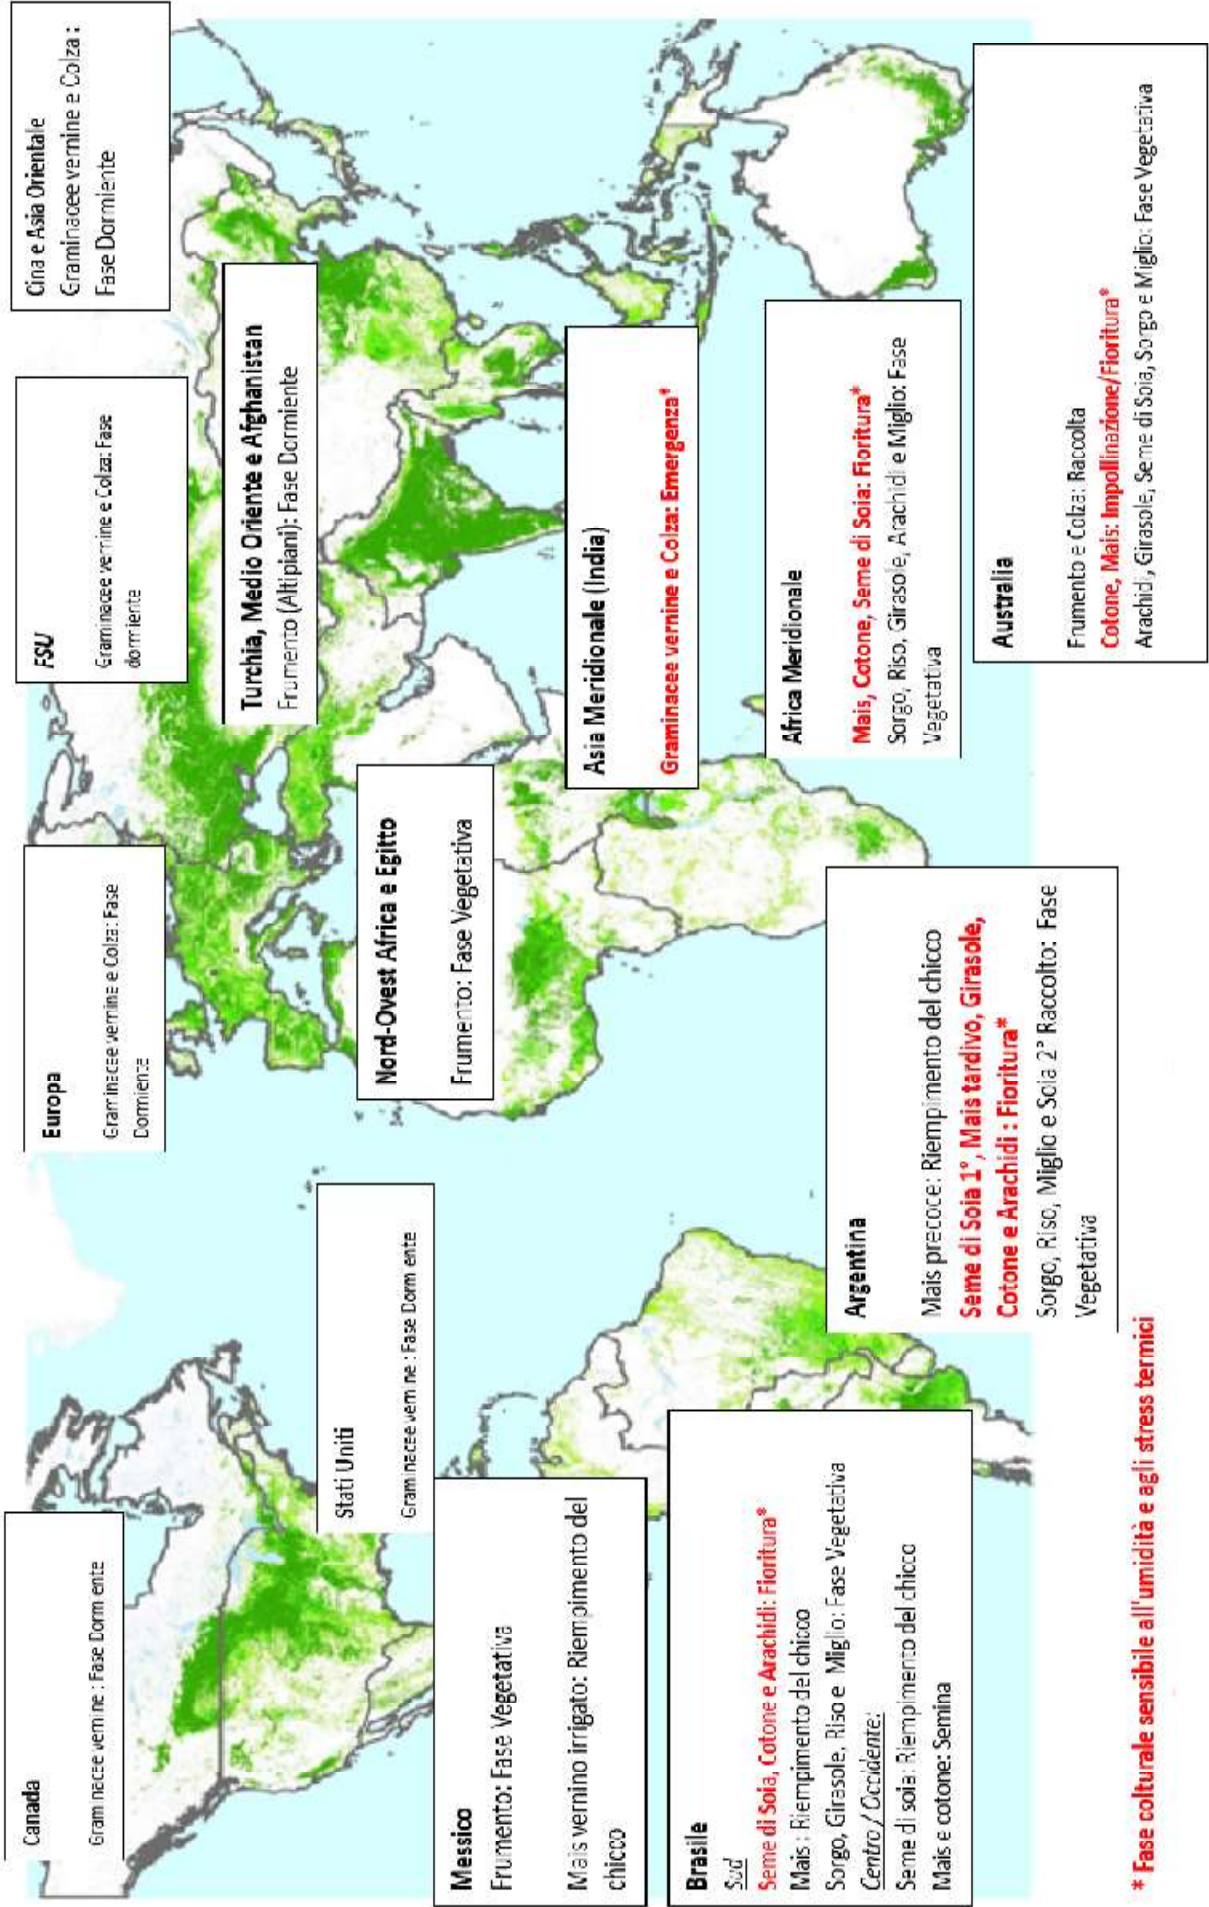 Canada
Graminacee vernine : Fase Dormiente
Stati Uniti
Graminacee vernine : Fase Dormiente
Messico
Frumento: Fase Vegetativa
Mais vernino irrigato: Riempimento del
chicco
Brasile
Sud
Seme di Soia, Cotone e Arachidi: Fioritura*
Mais : Riempimento del chicco
Sorgo, Girasole, Riso e Miglio: Fase Vegetativa
Centro / Occidente:
Seme di soia: Riempimento del chicco
Mais e cotone: Semina
Europa
Graminacee vernine e Colza: Fase
Dormiente
Nord-Ovest Africa e Egitto
Frumento: Fase Vegetativa
Argentina
Mais precoce: Riempimento del chicco
Seme di Soia 1°, Mais tardivo, Girasole,
Cotone e Arachidi : Fioritura*
Sorgo, Riso, Miglio e Soia 2° Raccolto: Fase
Vegetativa
FSU
Graminacee vernine e Colza: Fase
dormiente
Turchia, Medio Oriente e Afghanistan
Frumento (Altipiani): Fase Dormiente
Asia Meridionale (India)
Graminacee vernine e Colza: Emergenza*
Africa Meridionale
Mais, Cotone, Seme di Soia: Fioritura*
Sorgo, Riso, Girasole, Arachidi e Miglio: Fase
Vegetativa
Cina e Asia Orientale
Graminacee vernine e Colza :
Fase Dormiente
Australia
Frumento e Colza: Raccolta
Cotone, Mais: Impollinazione/Fioritura*
Arachidi, Girasole, Seme di Soia, Sorgo e Miglio: Fase Vegetativa
* Fase colturale sensibile all'umidità e agli stress termici